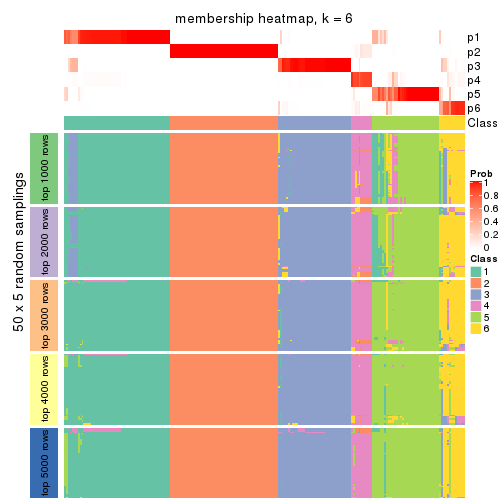 membership heatmap, k = 6
p1
p2
p3
p4
p5
p6
Class
50 x 5 random samplings
top 1000 rows
top 2000 rows
top 3000 rows
top 4000 rows
top 5000 rows
Prob
1
0.8
0.6
0.4
0.2
0
Class
1
2
3
4
5
6